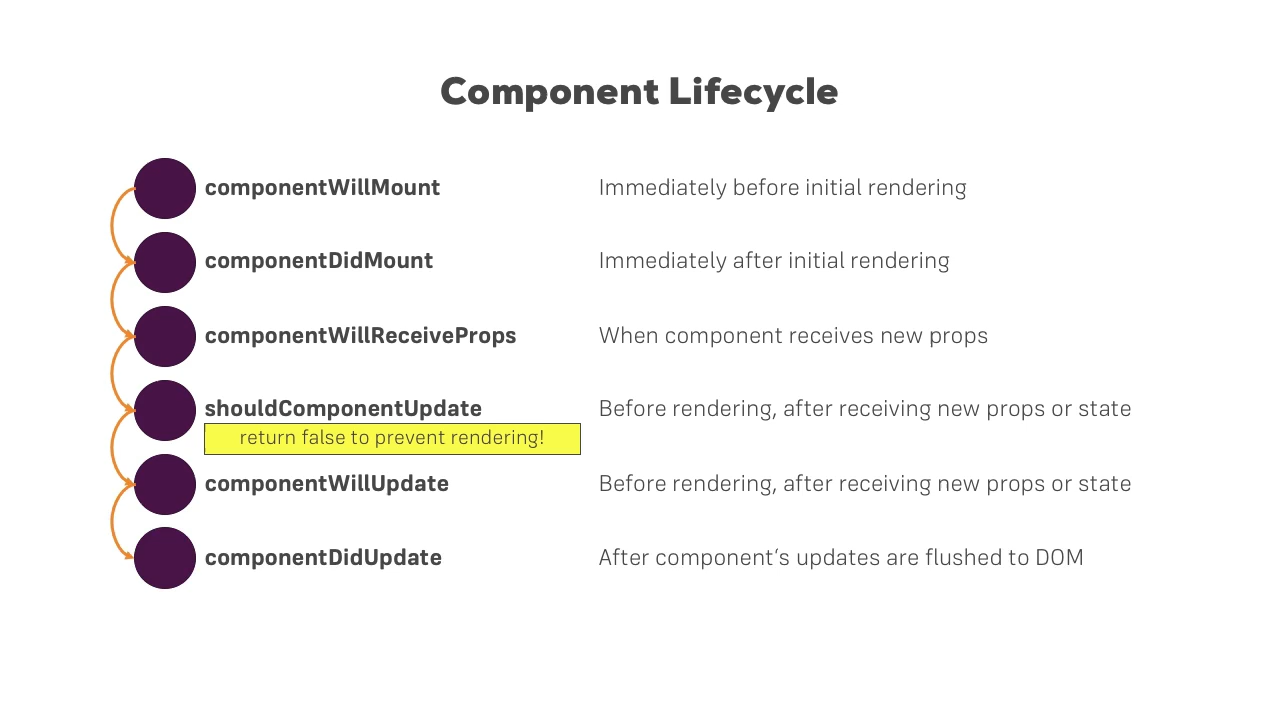 Component Lifecycle
componentWillMount Immediately before initial rendering
componentDidMount Immediately after initial rendering
componentWillReceiveProps When component receives new props
shouldComponentUpdate Before rendering, after receiving new props or state
return false to prevent rendering!
componentWillUpdate Before rendering, after receiving new props or state
componentDidUpdate After component’s updates are flushed to DOM